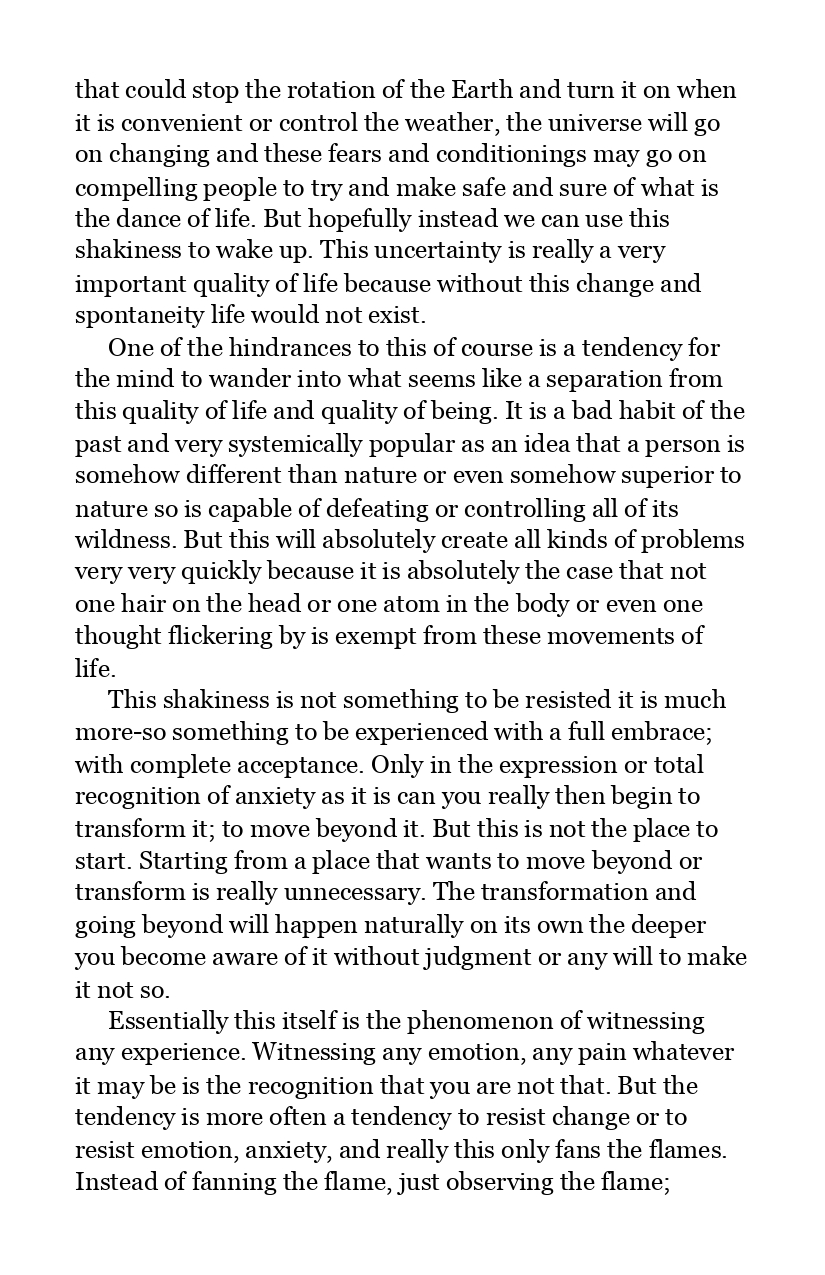 that could stop the rotation of the Earth and turn it on when
it is convenient or control the weather, the universe will go
on changing and these fears and conditionings may go on
compelling people to try and make safe and sure of what is
the dance of life. But hopefully instead we can use this
shakiness to wake up. This uncertainty is really a very
important quality of life because without this change and
spontaneity life would not exist.
One of the hindrances to this of course is a tendency for
the mind to wander into what seems like a separation from
this quality of life and quality of being. It is a bad habit of the
past and very systemically popular as an idea that a person is
somehow different than nature or even somehow superior to
nature so is capable of defeating or controlling all of its
wildness. But this will absolutely create all kinds of problems
very very quickly because it is absolutely the case that not
one hair on the head or one atom in the body or even one
thought flickering by is exempt from these movements of
life.
This shakiness is not something to be resisted it is much
more-so something to be experienced with a full embrace;
with complete acceptance. Only in the expression or total
recognition of anxiety as it is can you really then begin to
transform it; to move beyond it. But this is not the place to
start. Starting from a place that wants to move beyond or
transform is really unnecessary. The transformation and
going beyond will happen naturally on its own the deeper
you become aware of it without judgment or any will to make
it not so.
Essentially this itself is the phenomenon of witnessing
any experience. Witnessing any emotion, any pain whatever
it may be is the recognition that you are not that. But the
tendency is more often a tendency to resist change or to
resist emotion, anxiety, and really this only fans the flames.
Instead of fanning the flame, just observing the flame;